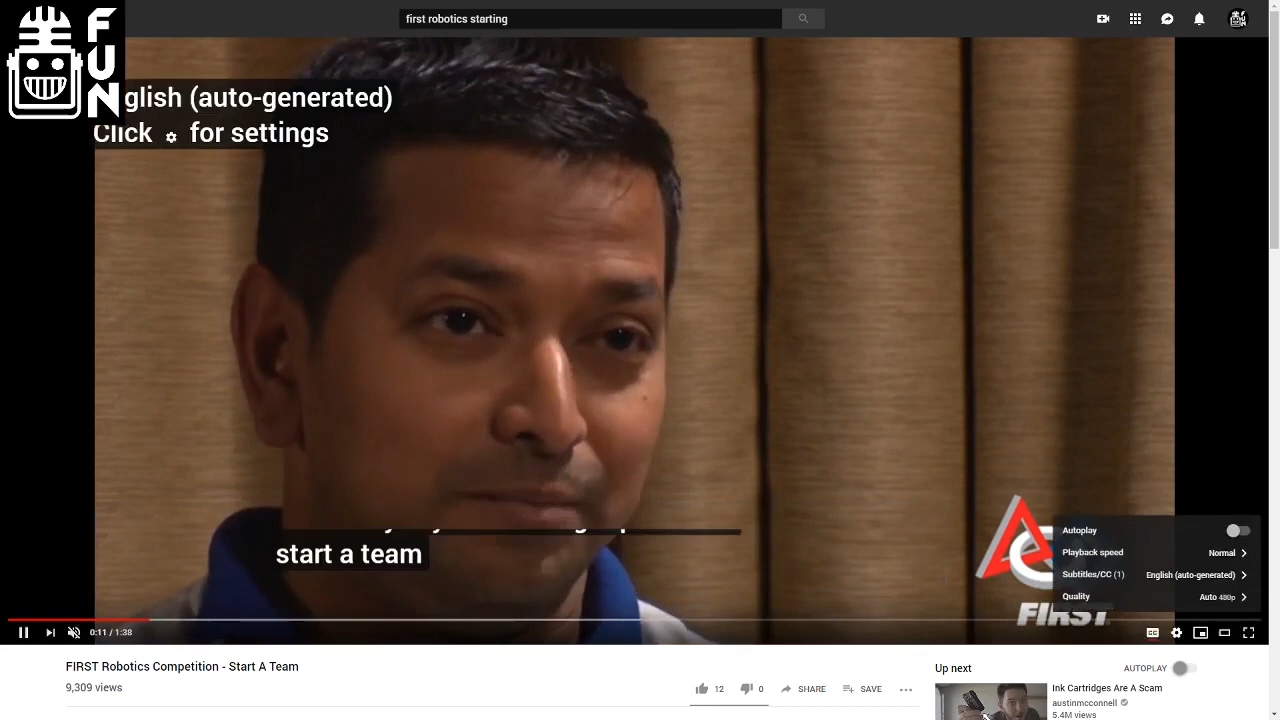 first robotics starting
FUN
glish (auto-generated)
Click for settings
start a team
FIRST
Autoplay
Playback speed Normal
Subtitles/CC (1) English (auto-generated)
Quality Auto 480p
0:11 / 1:38
FIRST Robotics Competition - Start A Team
9,309 views
12 0 SHARE SAVE
Up next AUTOPLAY
Ink Cartridges Are A Scam
austinmcconnell
5.4M views